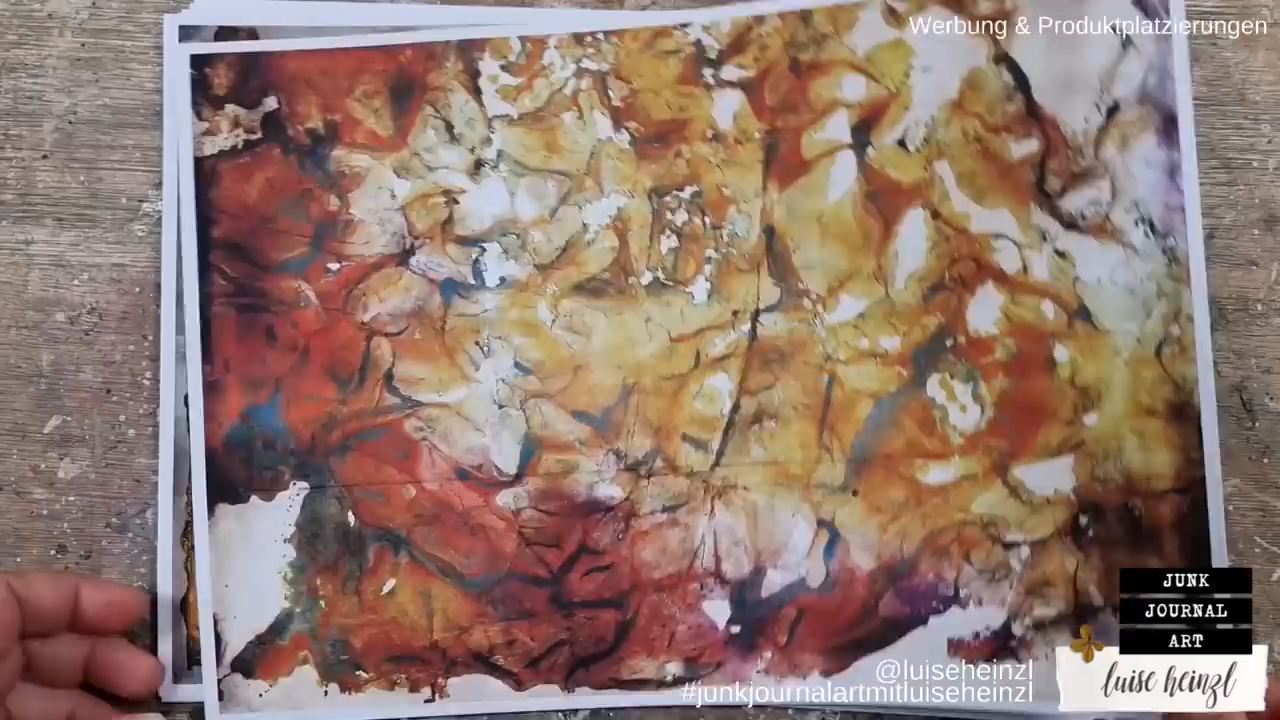 Werbung & Produktplatzierungen
JUNK
JOURNAL
ART
@luiseheinzl
#junkjournalartmitluiseheinzl
luise heinzl